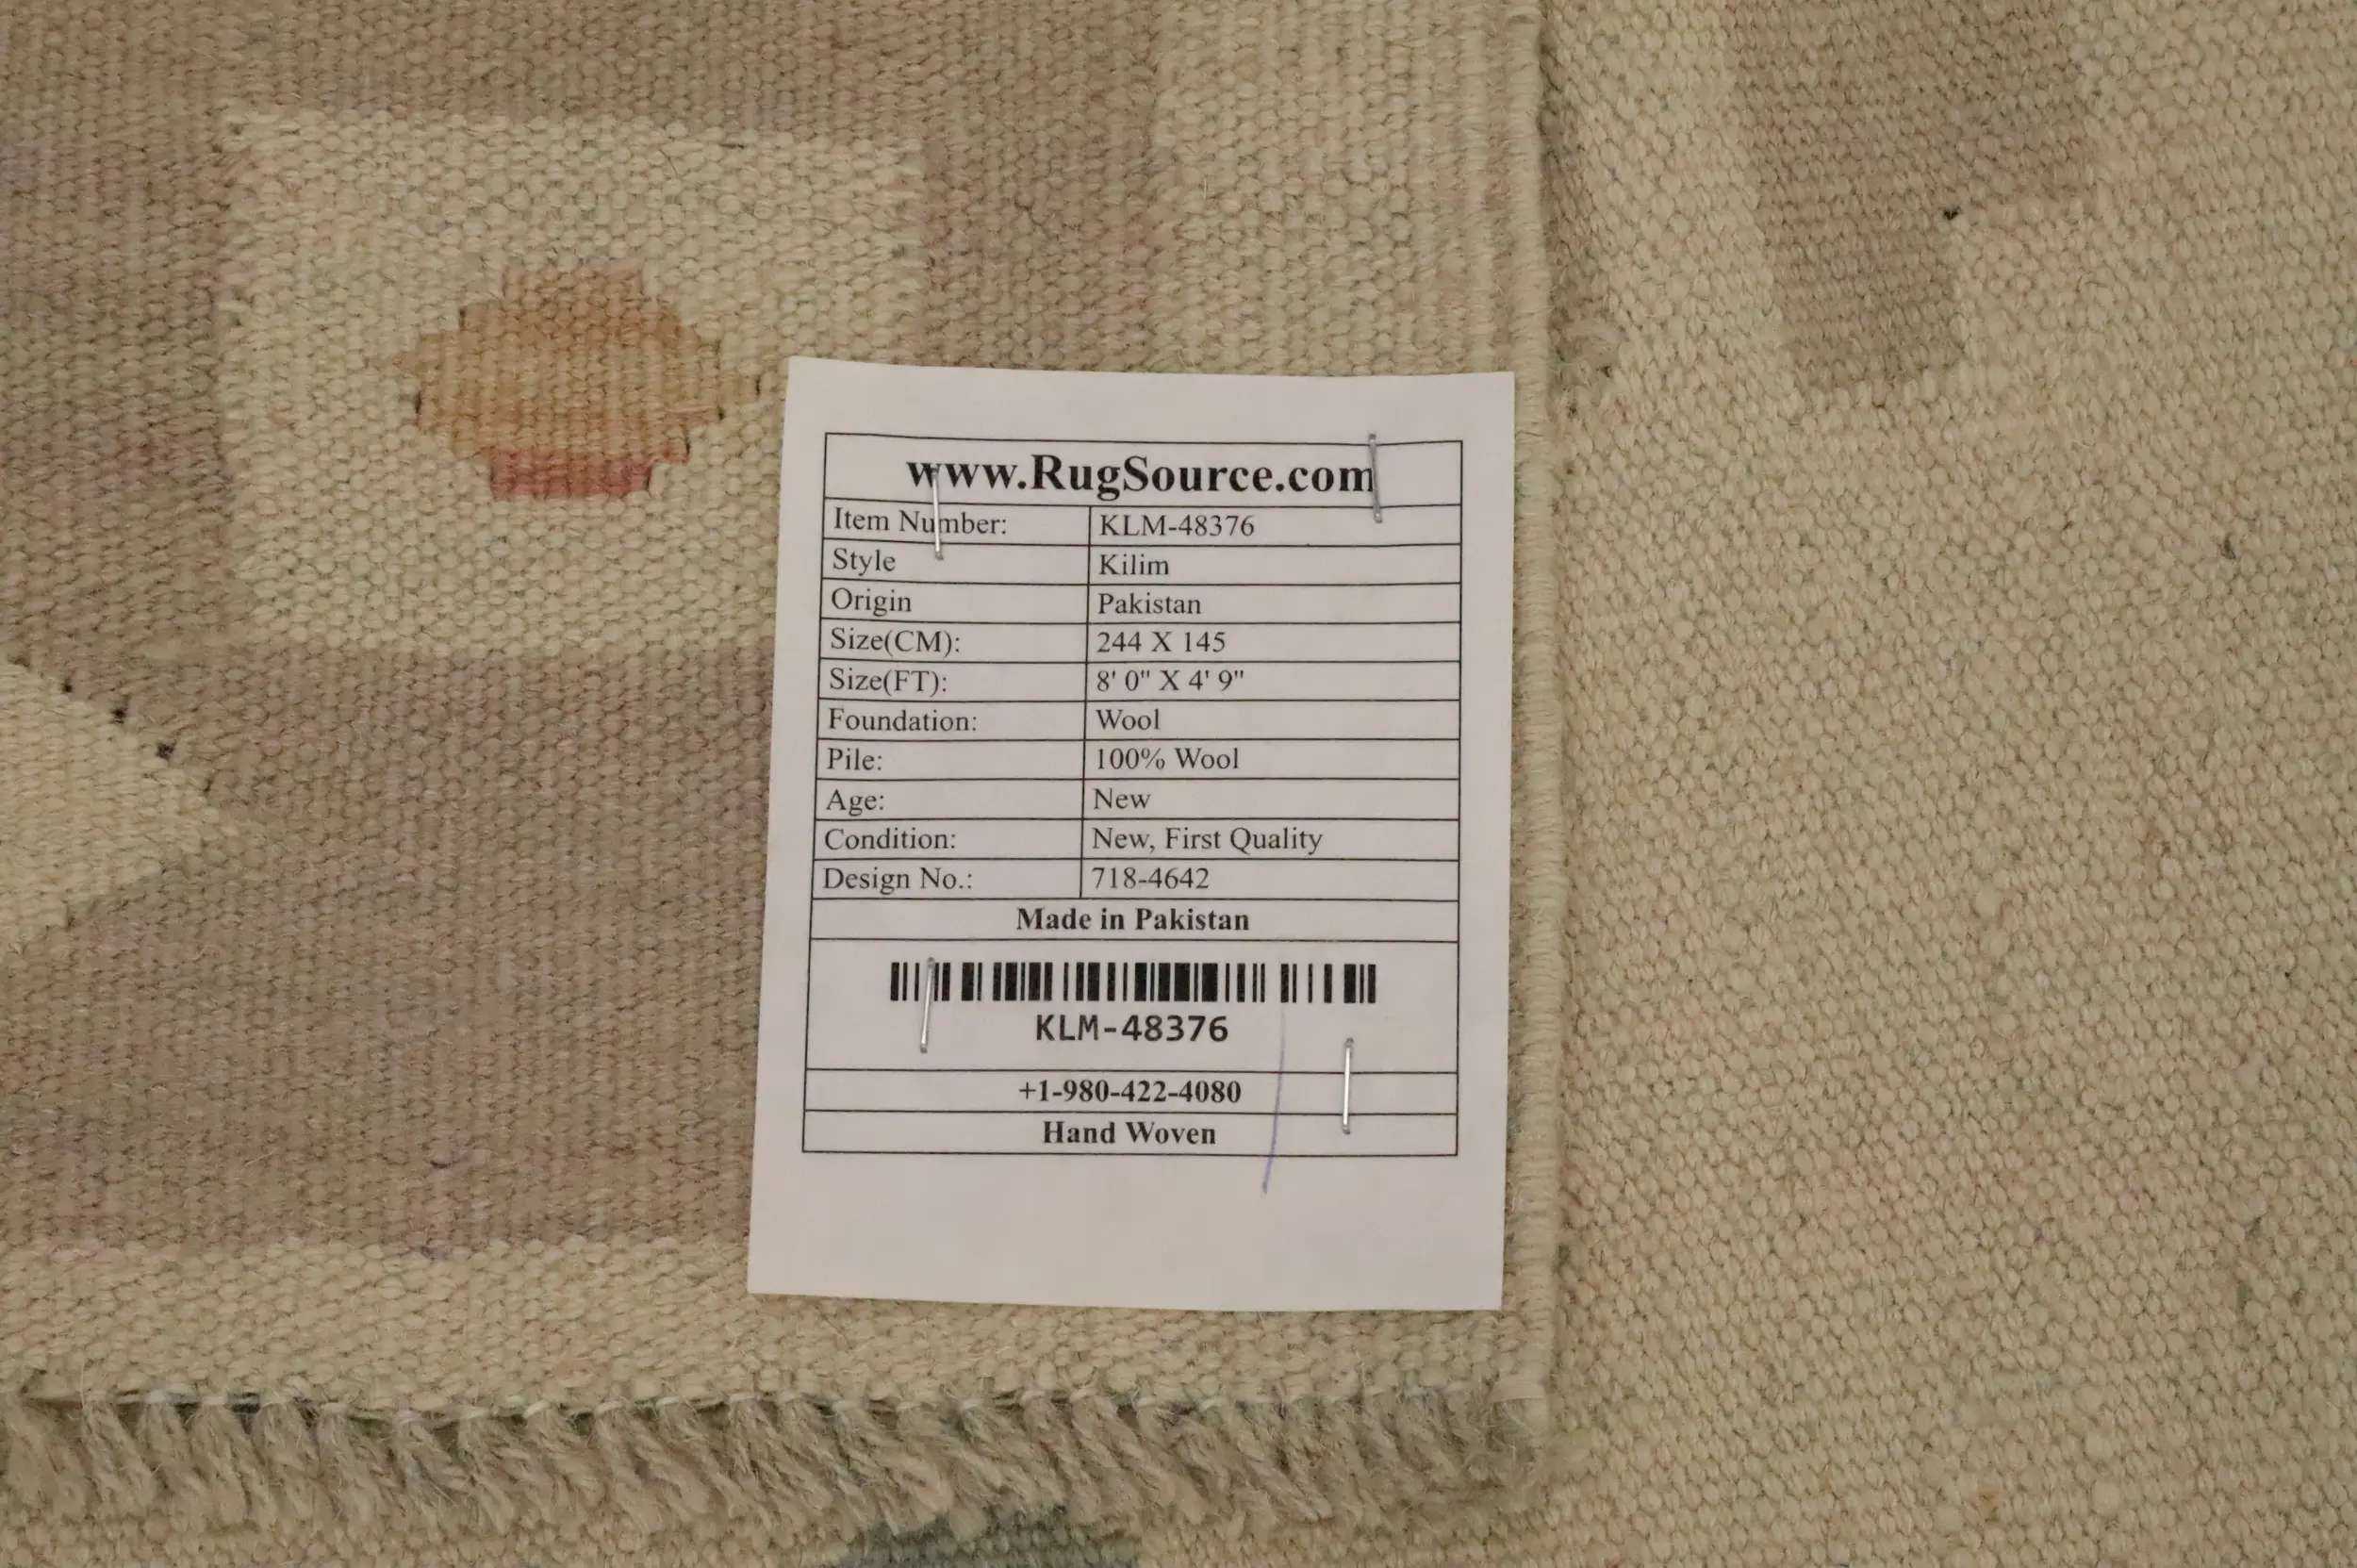 www.RugSource.com
Item Number: KLM-48376
Style Kilim
Origin Pakistan
Size(CM): 244 X 145
Size(FT): 8' 0" X 4' 9"
Foundation: Wool
Pile: 100% Wool
Age: New
Condition: New, First Quality
Design No.: 718-4642
Made in Pakistan
KLM-48376
+1-980-422-4080
Hand Woven